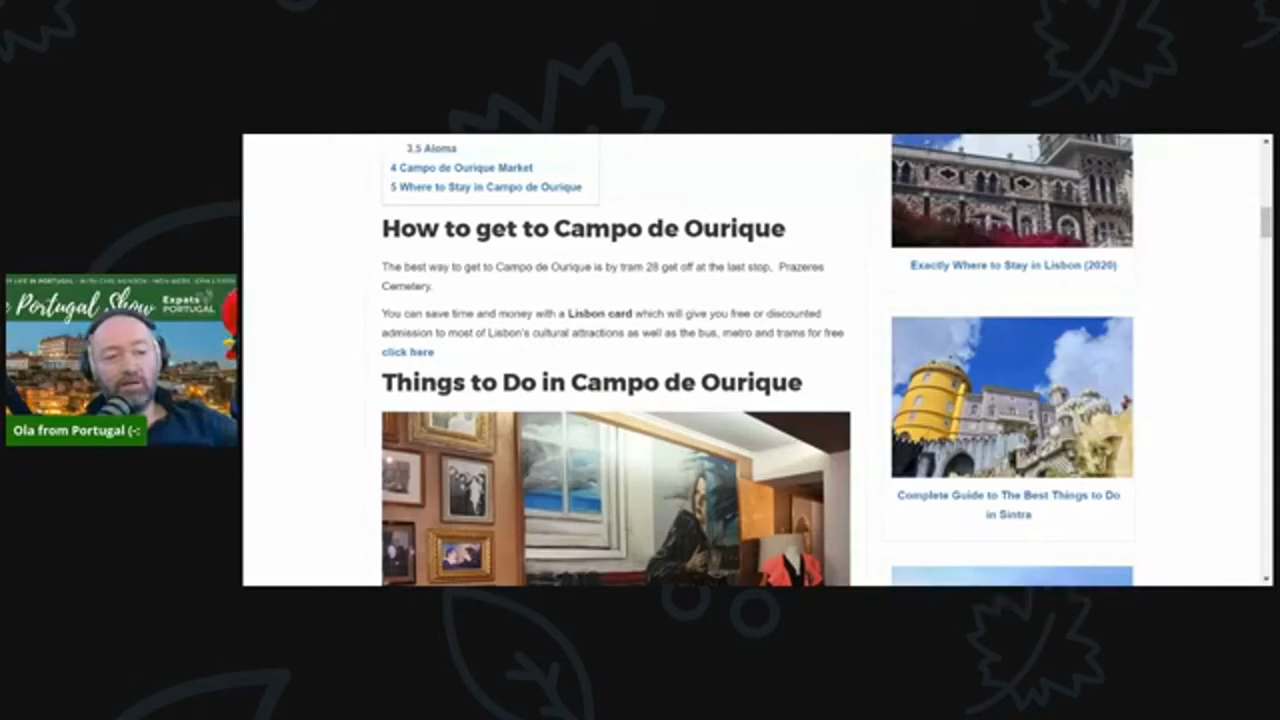 Portugal Show
Expats
PORTUGAL
Ola from Portugal (-:
3.5 Aloma
4 Campo de Ourique Market
5 Where to Stay in Campo de Ourique
How to get to Campo de Ourique
The best way to get to Campo de Ourique is by tram 28 get off at the last stop, Prazeres
Cemetery.
You can save time and money with a Lisbon card which will give you free or discounted
admission to most of Lisbon's cultural attractions as well as the bus, metro and trams for free
click here
Things to Do in Campo de Ourique
Exactly Where to Stay in Lisbon (2020)
Complete Guide to The Best Things to Do
in Sintra